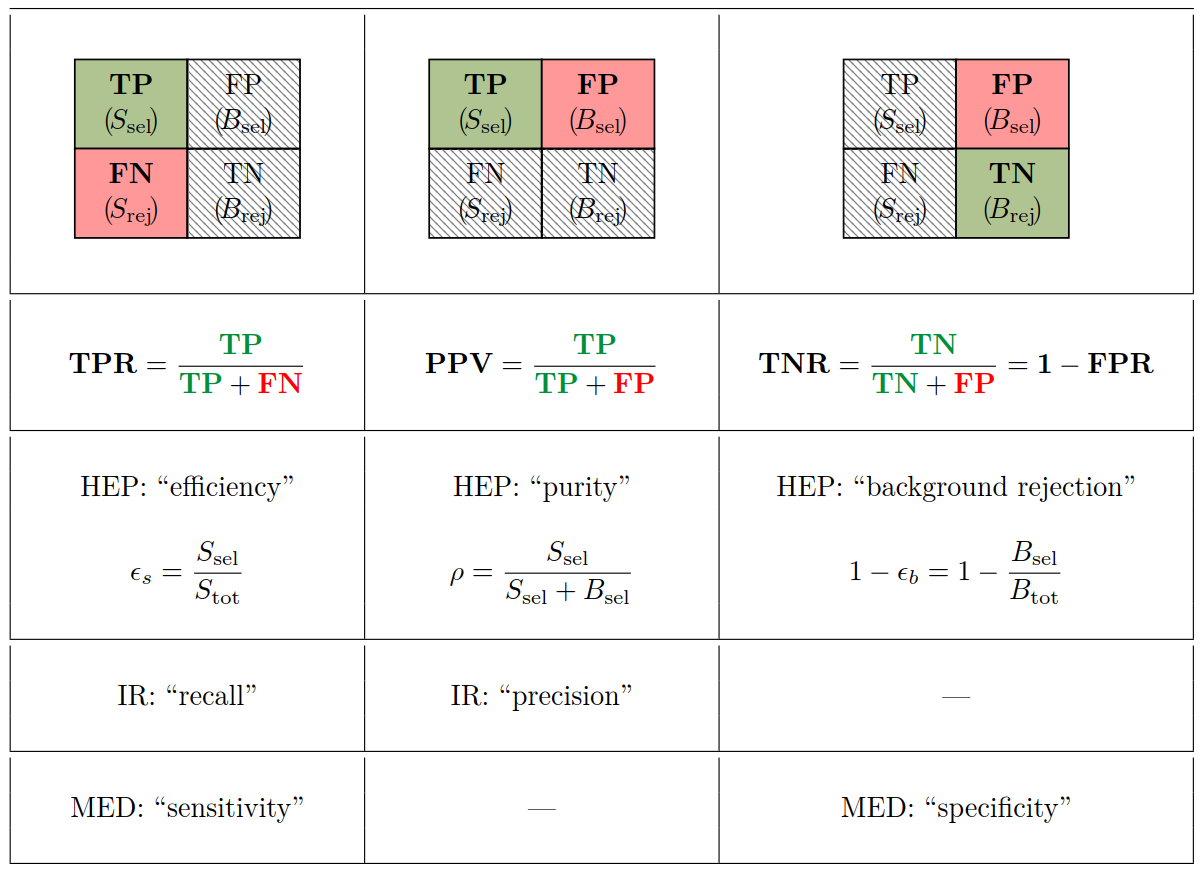 TP FP TP FP TP FP
(S_sel) (B_sel) (S_sel) (B_sel) (S_sel) (B_sel)
FN TN FN TN FN TN
(S_rej) (B_rej) (S_rej) (B_rej) (S_rej) (B_rej)
TPR = TP / (TP + FN)
PPV = TP / (TP + FP)
TNR = TN / (TN + FP) = 1 − FPR
HEP: “efficiency”
HEP: “purity”
HEP: “background rejection”
ϵ_s = S_sel / S_tot
ρ = S_sel / (S_sel + B_sel)
1 − ϵ_b = 1 − B_sel / B_tot
IR: “recall”
IR: “precision”
—
MED: “sensitivity”
—
MED: “specificity”